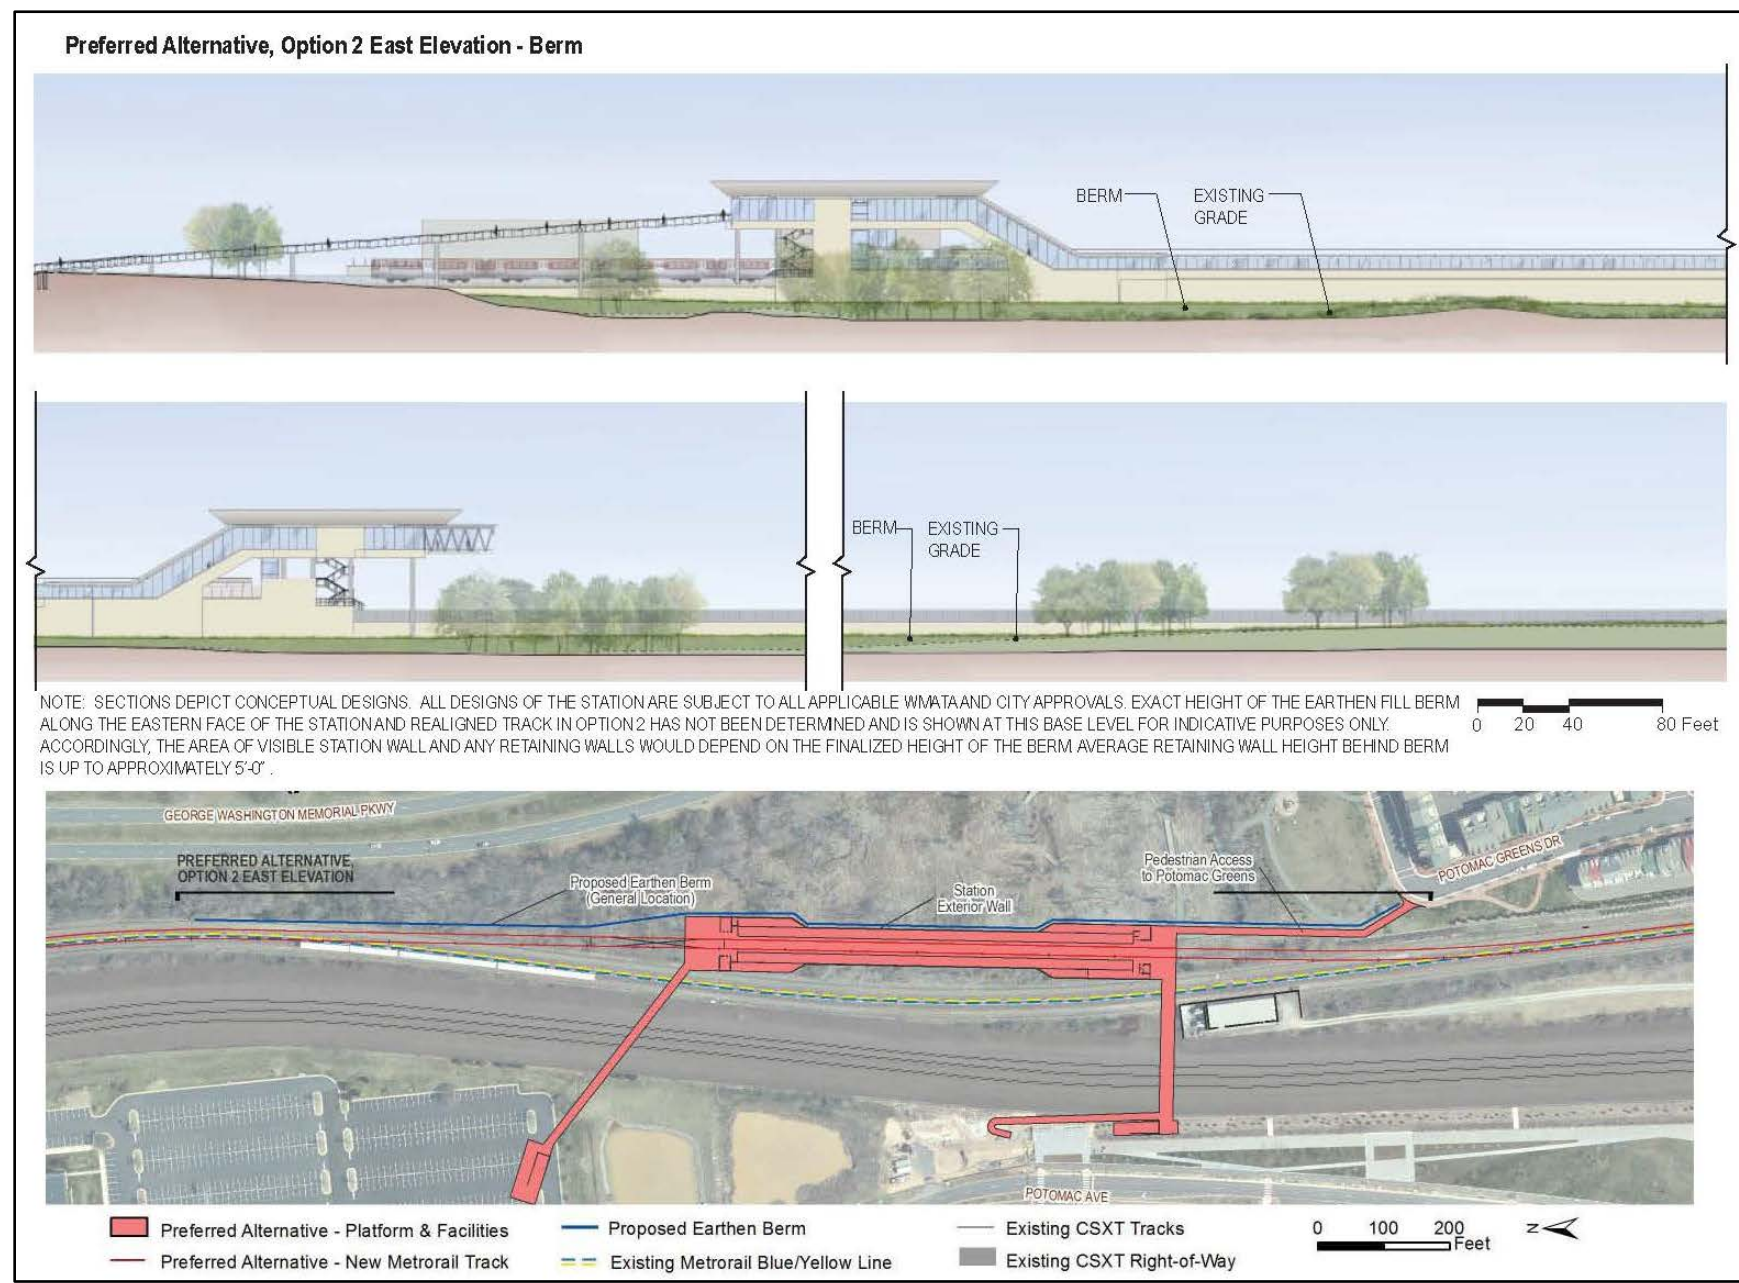 Preferred Alternative, Option 2 East Elevation - Berm
BERM
EXISTING
GRADE
BERM
EXISTING
GRADE
NOTE: SECTIONS DEPICT CONCEPTUAL DESIGNS. ALL DESIGNS OF THE STATION ARE SUBJECT TO ALL APPLICABLE WMATA AND CITY APPROVALS. EXACT HEIGHT OF THE EARTHEN FILL BERM
ALONG THE EASTERN FACE OF THE STATION AND REALIGNED TRACK IN OPTION 2 HAS NOT BEEN DETERMINED AND IS SHOWN AT THIS BASE LEVEL FOR INDICATIVE PURPOSES ONLY.
ACCORDINGLY, THE AREA OF VISIBLE STATION WALL AND ANY RETAINING WALLS WOULD DEPEND ON THE FINALIZED HEIGHT OF THE BERM AVERAGE RETAINING WALL HEIGHT BEHIND BERM
IS UP TO APPROXIMATELY 5'-0".
0 20 40 80 Feet
GEORGE WASHINGTON MEMORIAL PKWY
PREFERRED ALTERNATIVE,
OPTION 2 EAST ELEVATION
Proposed Earthen Berm
(General Location)
Station
Exterior Wall
Pedestrian Access
to Potomac Greens
POTOMAC GREENS DR
POTOMAC AVE
Preferred Alternative - Platform & Facilities
Preferred Alternative - New Metrorail Track
Proposed Earthen Berm
Existing Metrorail Blue/Yellow Line
Existing CSXT Tracks
Existing CSXT Right-of-Way
0 100 200
Feet
N